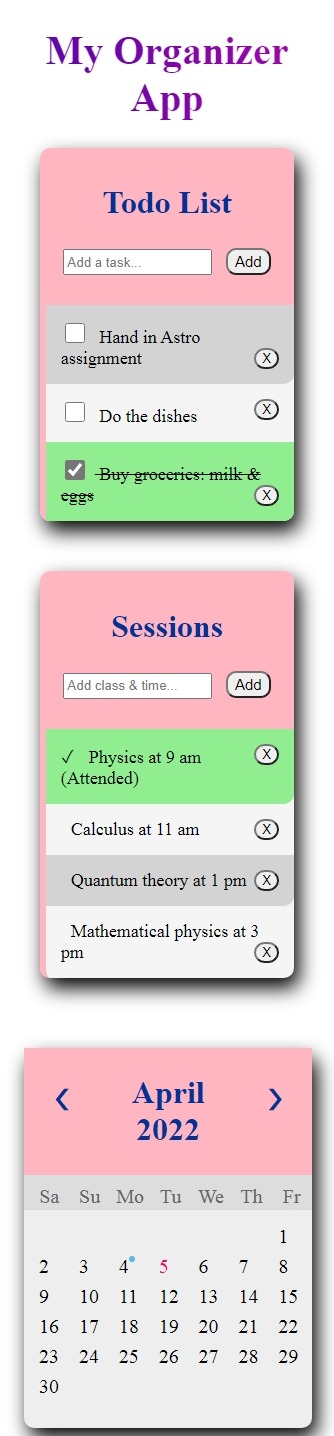 My Organizer
App
Todo List
Add a task...
Add
Hand in Astro
assignment
X
Do the dishes
X
Buy groceries: milk &
eggs
X
Sessions
Add class & time...
Add
✓ Physics at 9 am
X
(Attended)
Calculus at 11 am
X
Quantum theory at 1 pm
X
Mathematical physics at 3
pm
X
‹ April ›
2022
Sa Su Mo Tu We Th Fr
1
2 3 4 5 6 7 8
9 10 11 12 13 14 15
16 17 18 19 20 21 22
23 24 25 26 27 28 29
30